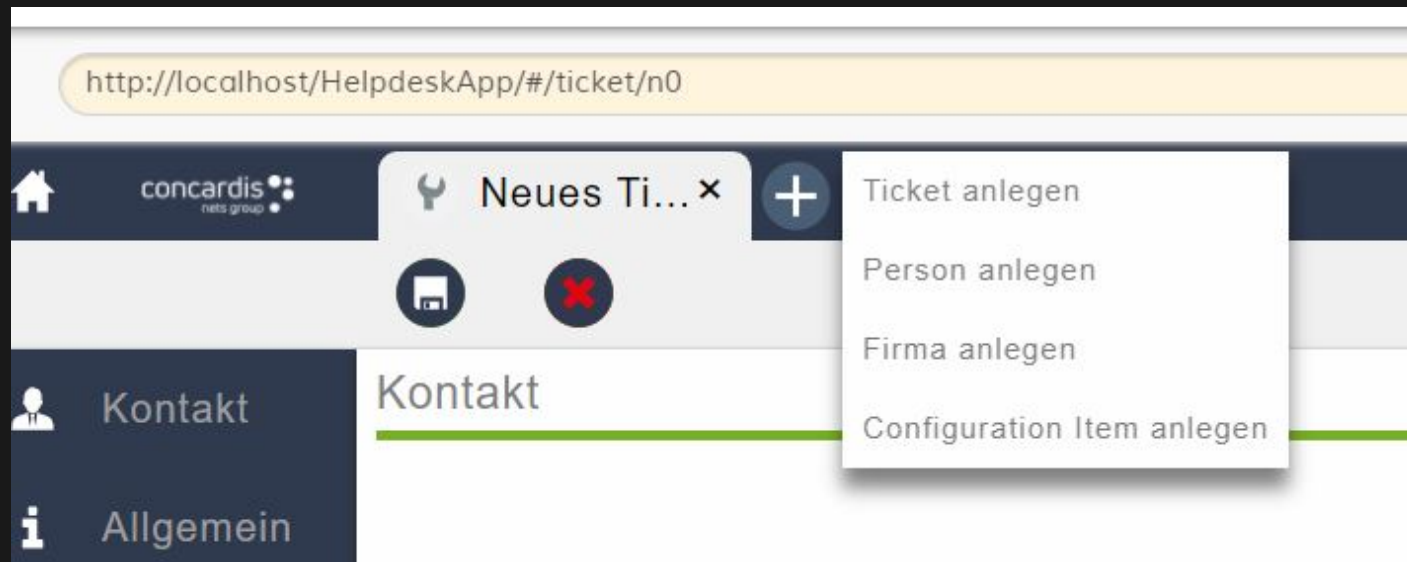 http://localhost/HelpdeskApp/#/ticket/n0
concardis
nets group
Neues Ti...
Ticket anlegen
Person anlegen
Firma anlegen
Configuration Item anlegen
Kontakt
Kontakt
Allgemein